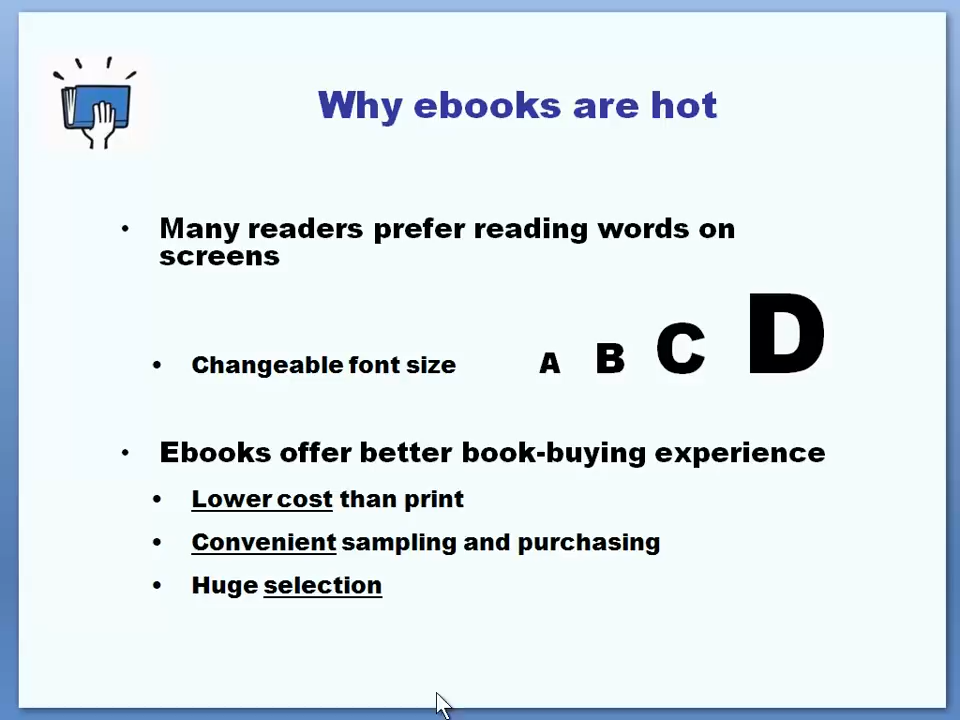 Why ebooks are hot
• Many readers prefer reading words on
screens
• Changeable font size A B C D
• Ebooks offer better book-buying experience
• Lower cost than print
• Convenient sampling and purchasing
• Huge selection